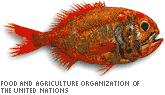 FOOD AND AGRICULTURE ORGANIZATION OF
THE UNITED NATIONS